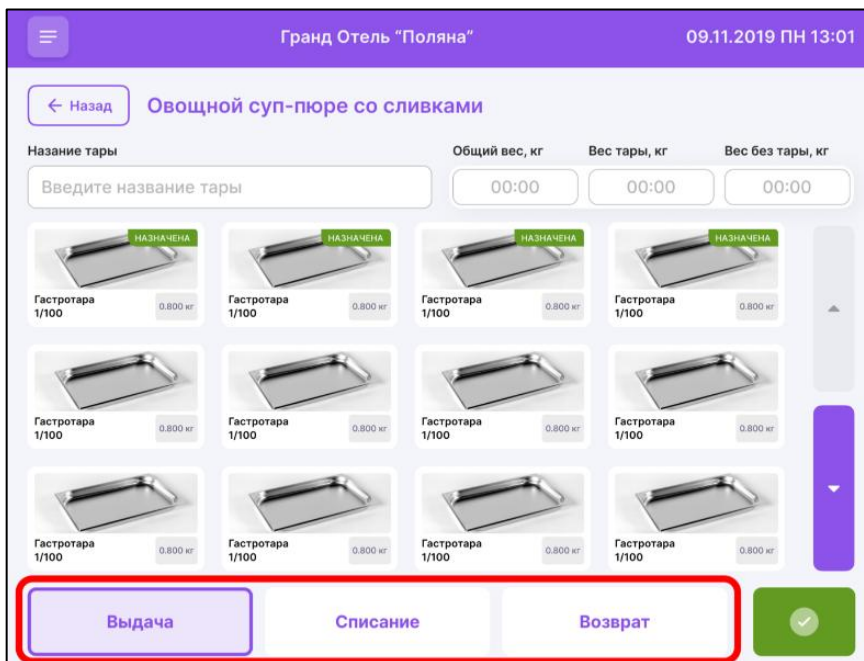 Гранд Отель "Поляна"
09.11.2019 ПН 13:01
← Назад
Овощной суп-пюре со сливками
Назание тары
Общий вес, кг
Вес тары, кг
Вес без тары, кг
Введите название тары
00:00
00:00
00:00
НАЗНАЧЕНА
НАЗНАЧЕНА
НАЗНАЧЕНА
НАЗНАЧЕНА
Гастротара
1/100
0.800 кг
Гастротара
1/100
0.800 кг
Гастротара
1/100
0.800 кг
Гастротара
1/100
0.800 кг
Гастротара
1/100
0.800 кг
Гастротара
1/100
0.800 кг
Гастротара
1/100
0.800 кг
Гастротара
1/100
0.800 кг
Гастротара
1/100
0.800 кг
Гастротара
1/100
0.800 кг
Гастротара
1/100
0.800 кг
Гастротара
1/100
0.800 кг
Выдача
Списание
Возврат